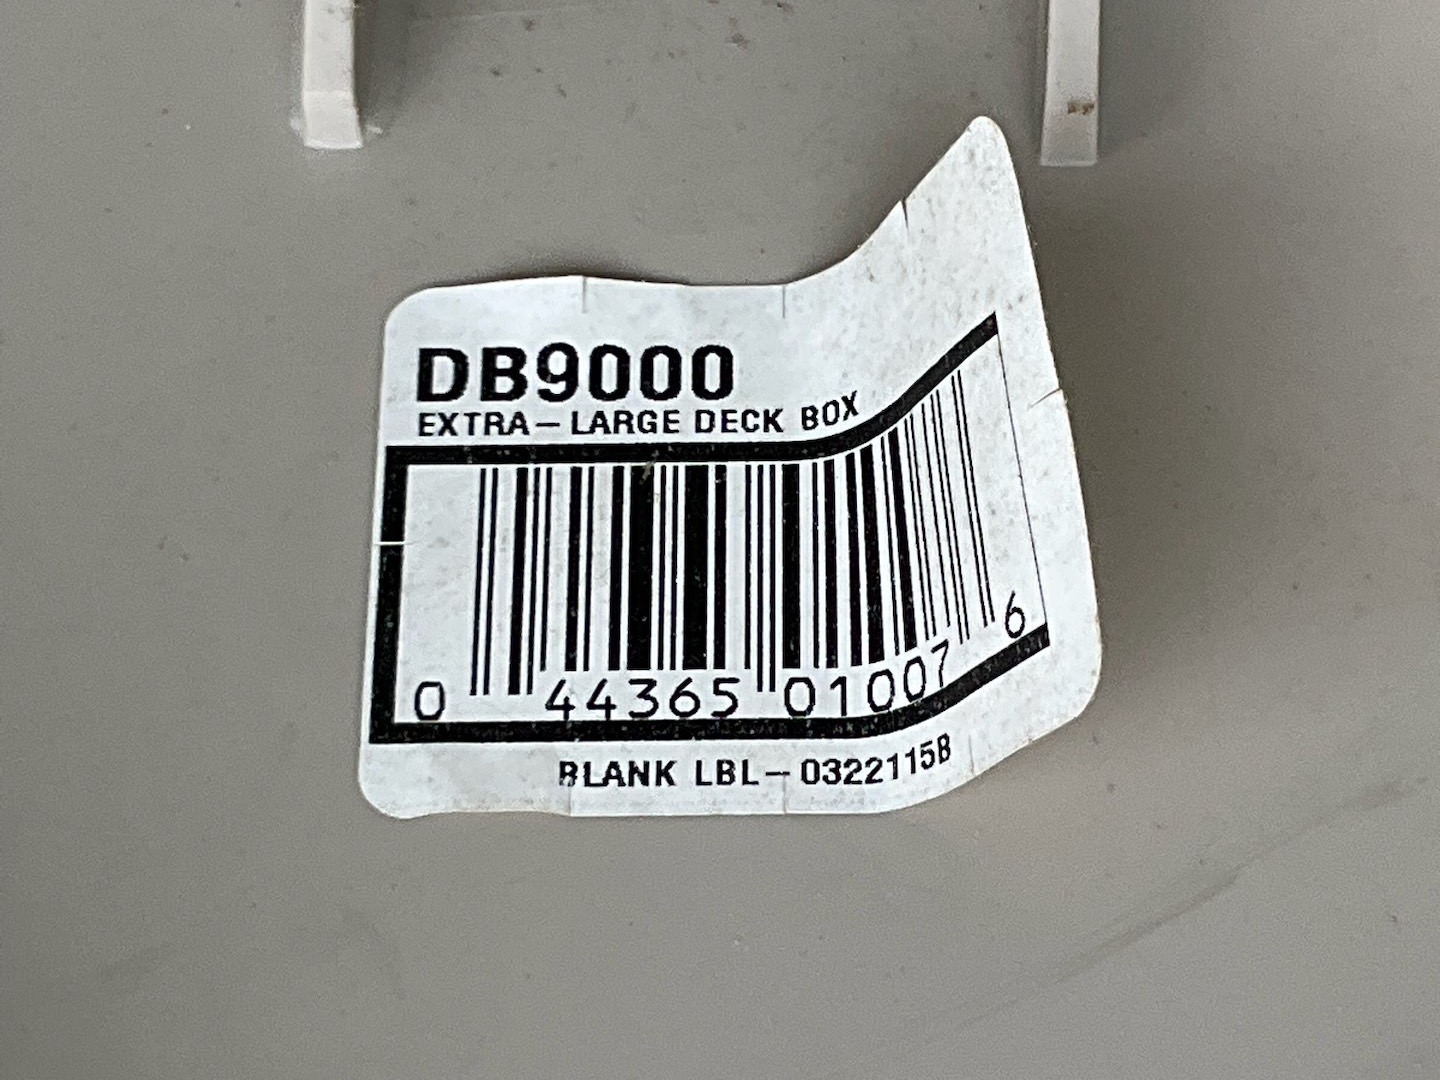 DB9000
EXTRA-LARGE DECK BOX
0 44365 01007 6
BLANK LBL-0322115B